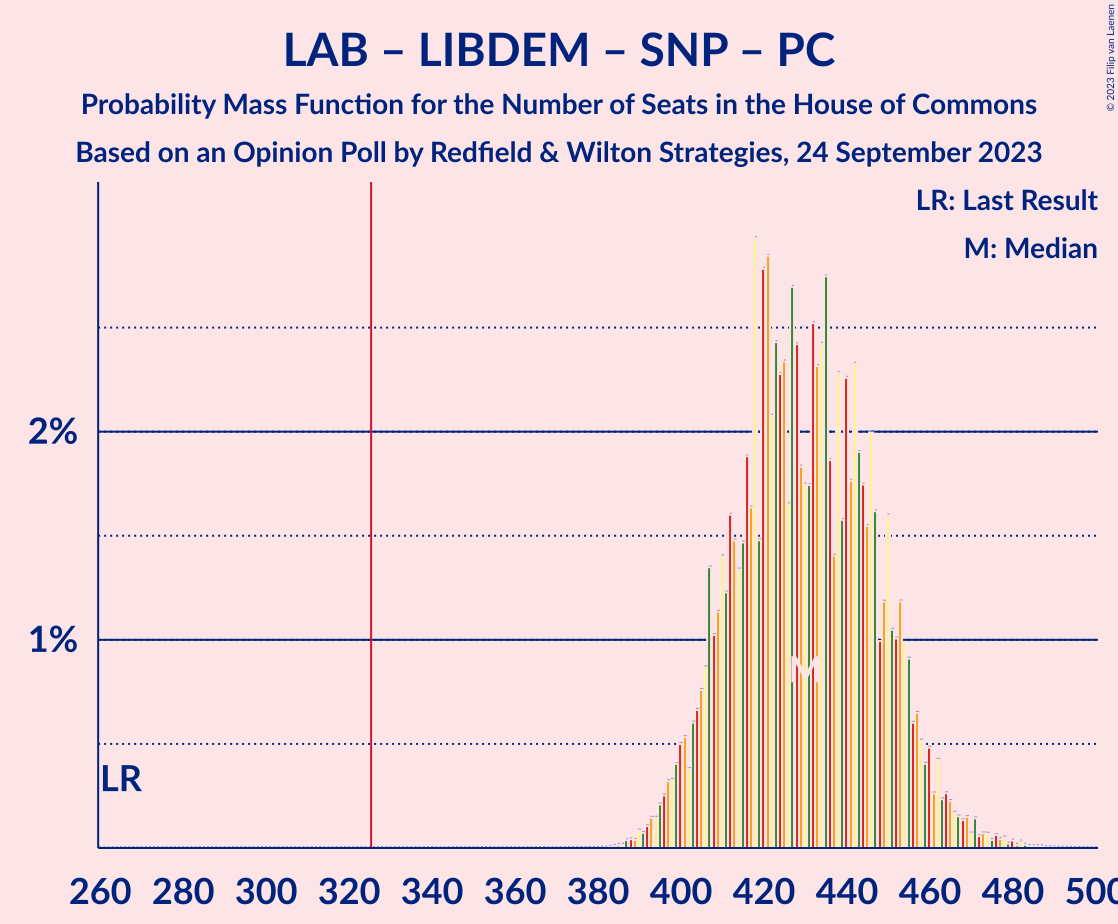 LAB – LIBDEM – SNP – PC
Probability Mass Function for the Number of Seats in the House of Commons
Based on an Opinion Poll by Redfield & Wilton Strategies, 24 September 2023
© 2023 Filip van Laenen
LR: Last Result
M: Median
2%
1%
M
LR
260 280 300 320 340 360 380 400 420 440 460 480 500